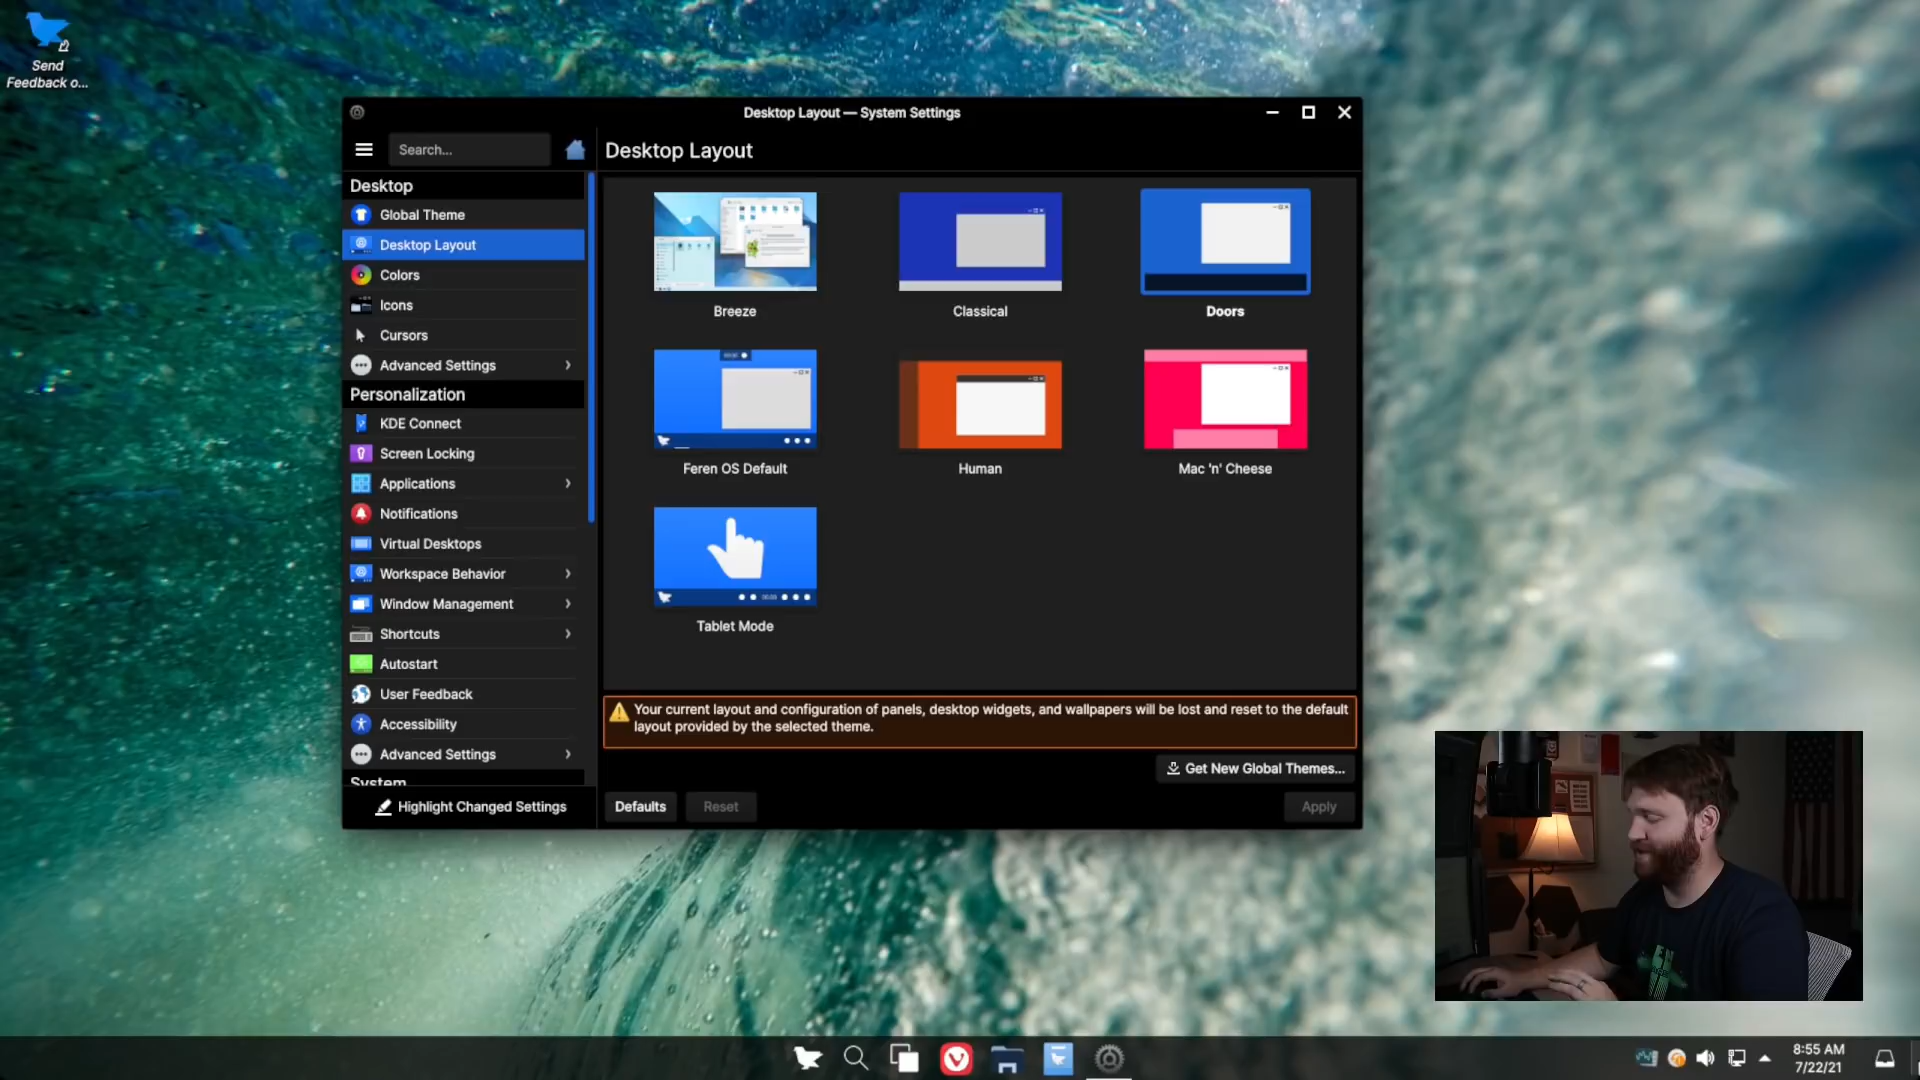 Send
Feedback o...
Desktop Layout — System Settings
Search...
Desktop Layout
Desktop
Global Theme
Desktop Layout
Colors
Icons
Cursors
Advanced Settings
Personalization
KDE Connect
Screen Locking
Applications
Notifications
Virtual Desktops
Workspace Behavior
Window Management
Shortcuts
Autostart
User Feedback
Accessibility
Advanced Settings
System
Highlight Changed Settings
Breeze
Classical
Doors
Feren OS Default
Human
Mac 'n' Cheese
Tablet Mode
Your current layout and configuration of panels, desktop widgets, and wallpapers will be lost and reset to the default
layout provided by the selected theme.
Get New Global Themes...
Defaults
Reset
Apply
8:55 AM
7/22/21